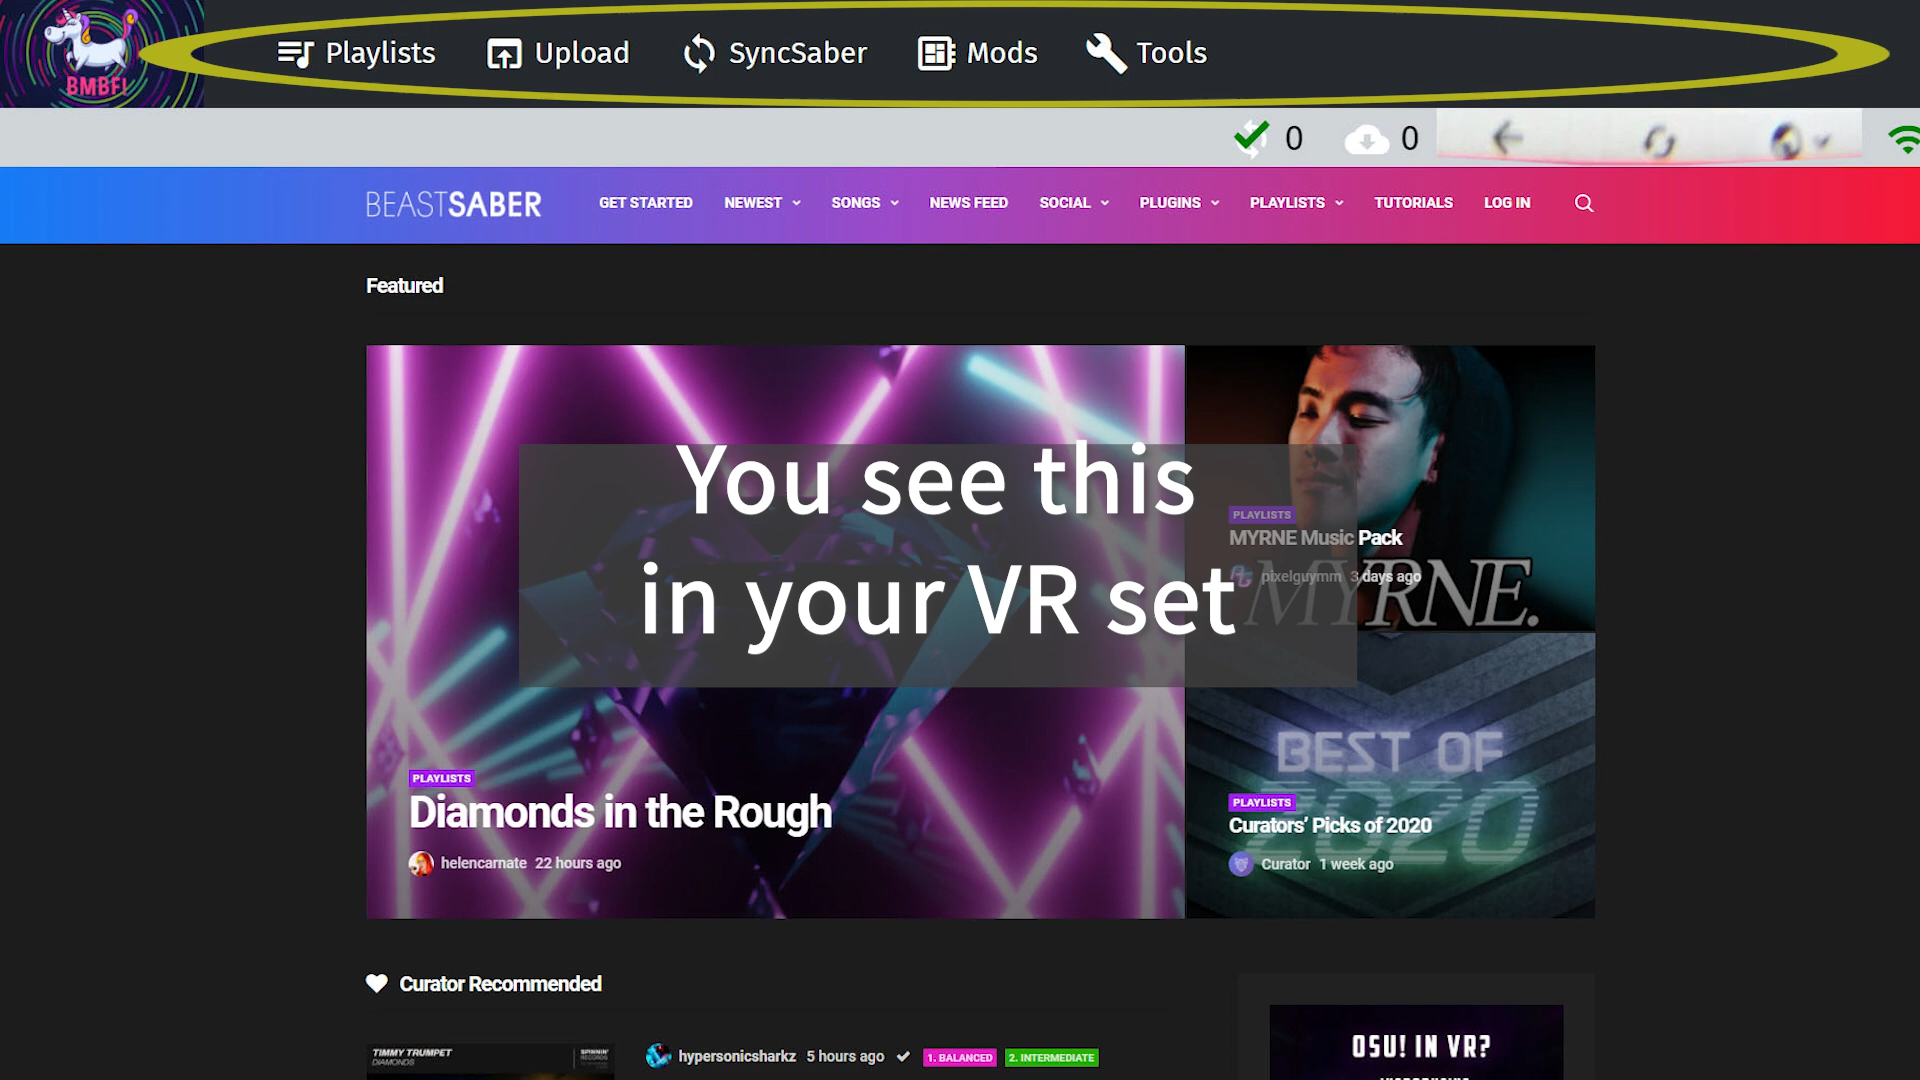 BMBF!
Playlists
Upload
SyncSaber
Mods
Tools
0
0
BEASTSABER
GET STARTED
NEWEST
SONGS
NEWS FEED
SOCIAL
PLUGINS
PLAYLISTS
TUTORIALS
LOG IN
Featured
You see this
in your VR set
PLAYLISTS
MYRNE Music Pack
pixelguymm 3 days ago
MYRNE.
PLAYLISTS
Diamonds in the Rough
helencarnate 22 hours ago
BEST OF
2020
PLAYLISTS
Curators’ Picks of 2020
Curator 1 week ago
Curator Recommended
TIMMY TRUMPET
DIAMONDS
SPINNIN'
RECORDS
hypersonicsharkz 5 hours ago
1. BALANCED
2. INTERMEDIATE
OSU! IN VR?